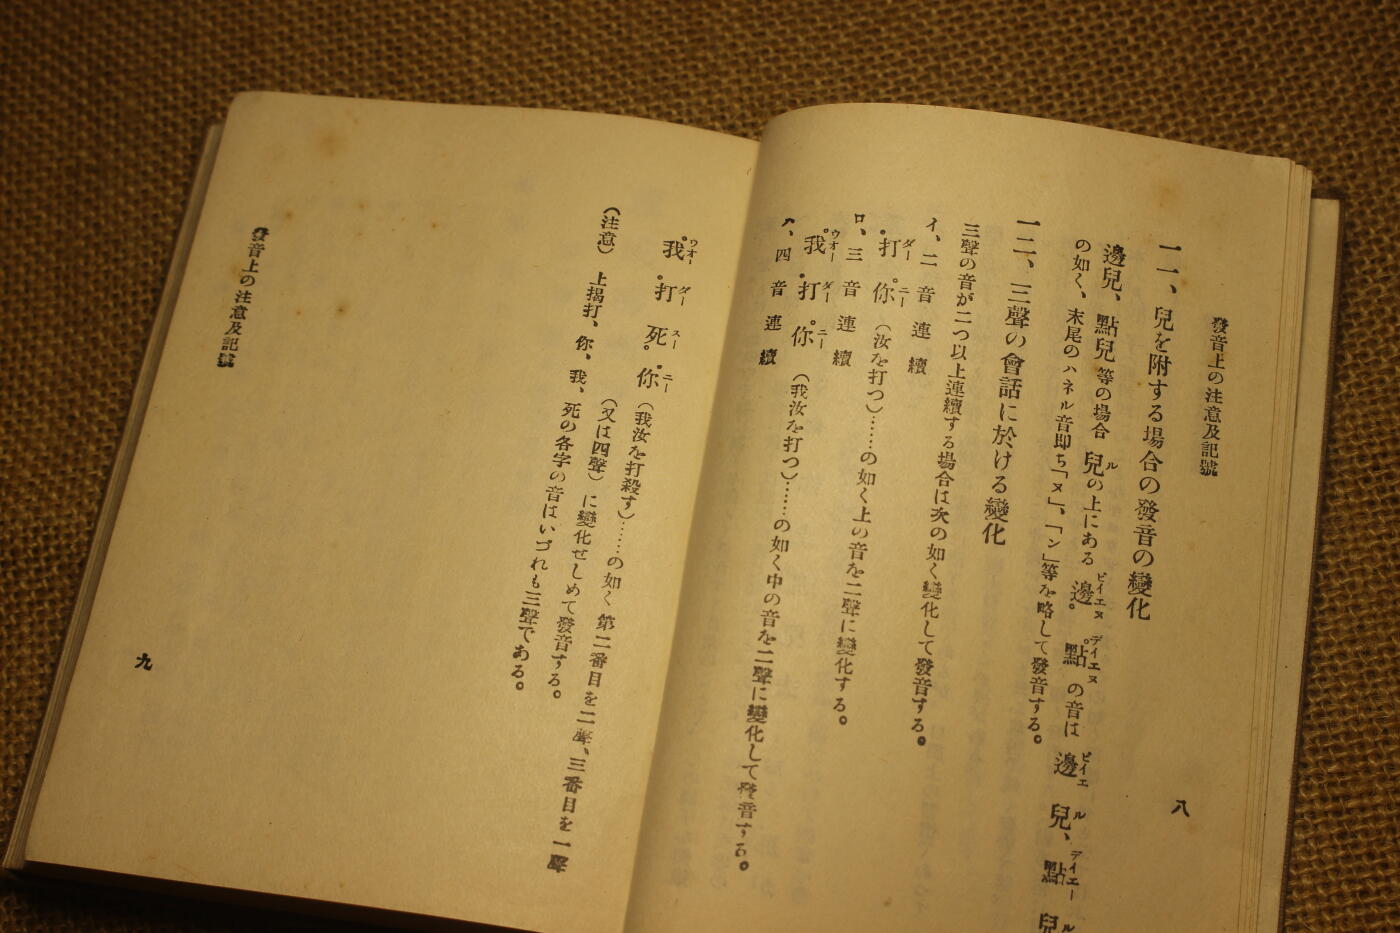 發音上の注意及記號
八
一一、兒を附する場合の發音の變化
邊兒、點兒等の場合兒の上にある邊。點の音は邊兒、點兒
の如く、末尾のハネル音即ち「ヌ」、「ン」等を略して發音する。
一二、三聲の會話に於ける變化
三聲の音が二つ以上連續する場合は次の如く變化して發音する。
イ、二音連續
打你(汝を打つ)……の如く上の音を二聲に變化する。
ロ、三音連續
我打你(我汝を打つ)……の如く中の音を二聲に變化して發音する。
ハ、四音連續
我打死你(我汝を打殺す)……の如く第二番目を二聲、三番目を一聲
(又は四聲)に變化せしめて發音する。
(注意) 上揭打、你、我、死の各字の音はいづれも三聲である。
發音上の注意及記號
九